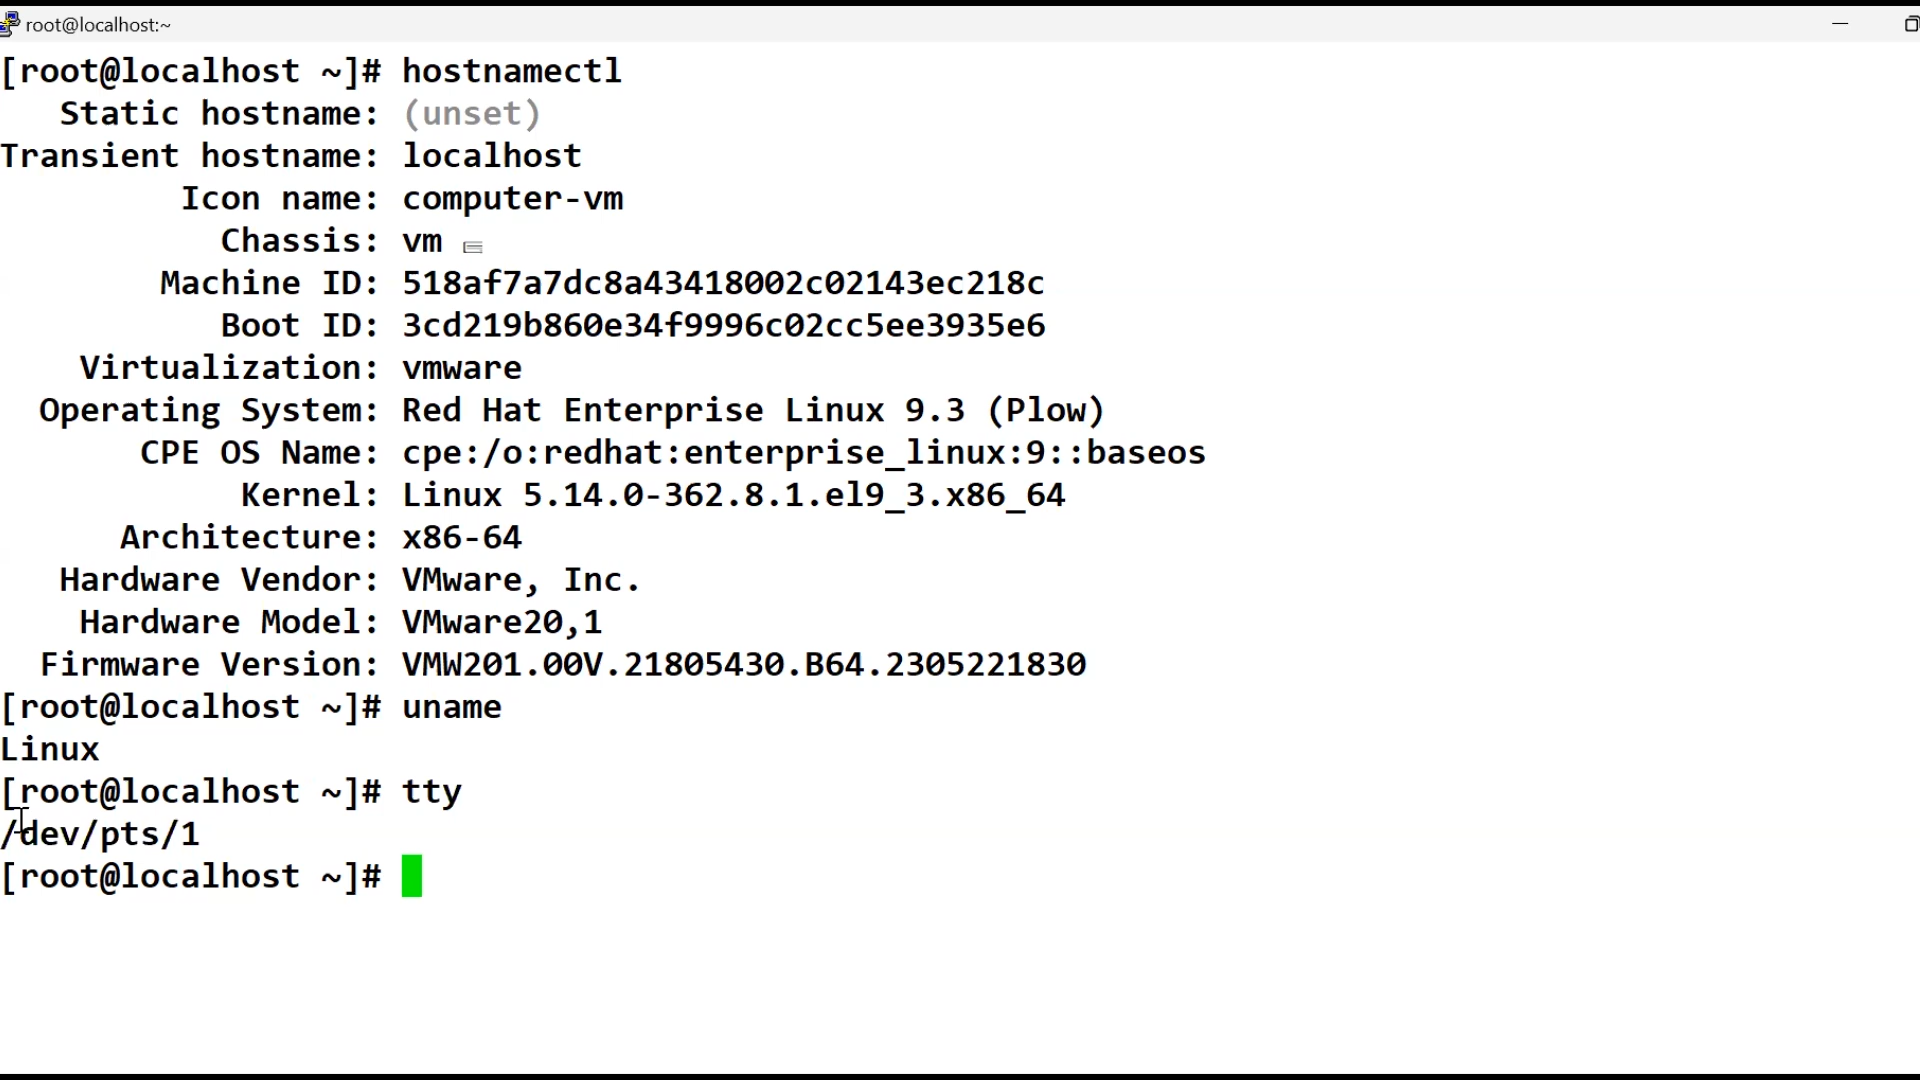 root@localhost:~
[root@localhost ~]# hostnamectl
Static hostname: (unset)
Transient hostname: localhost
Icon name: computer-vm
Chassis: vm
Machine ID: 518af7a7dc8a43418002c02143ec218c
Boot ID: 3cd219b860e34f9996c02cc5ee3935e6
Virtualization: vmware
Operating System: Red Hat Enterprise Linux 9.3 (Plow)
CPE OS Name: cpe:/o:redhat:enterprise_linux:9::baseos
Kernel: Linux 5.14.0-362.8.1.el9_3.x86_64
Architecture: x86-64
Hardware Vendor: VMware, Inc.
Hardware Model: VMware20,1
Firmware Version: VMW201.00V.21805430.B64.2305221830
[root@localhost ~]# uname
Linux
[root@localhost ~]# tty
/dev/pts/1
[root@localhost ~]#